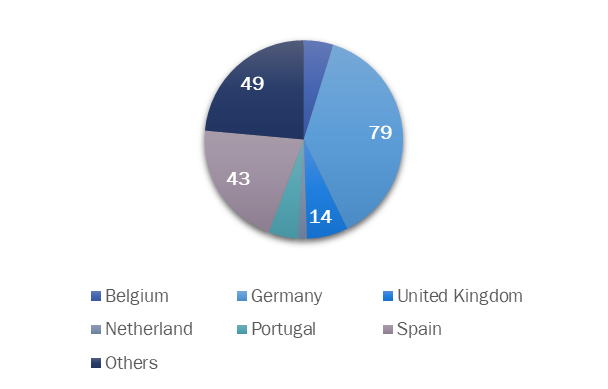 49
79
43
14
Belgium Germany United Kingdom
Netherland Portugal Spain
Others